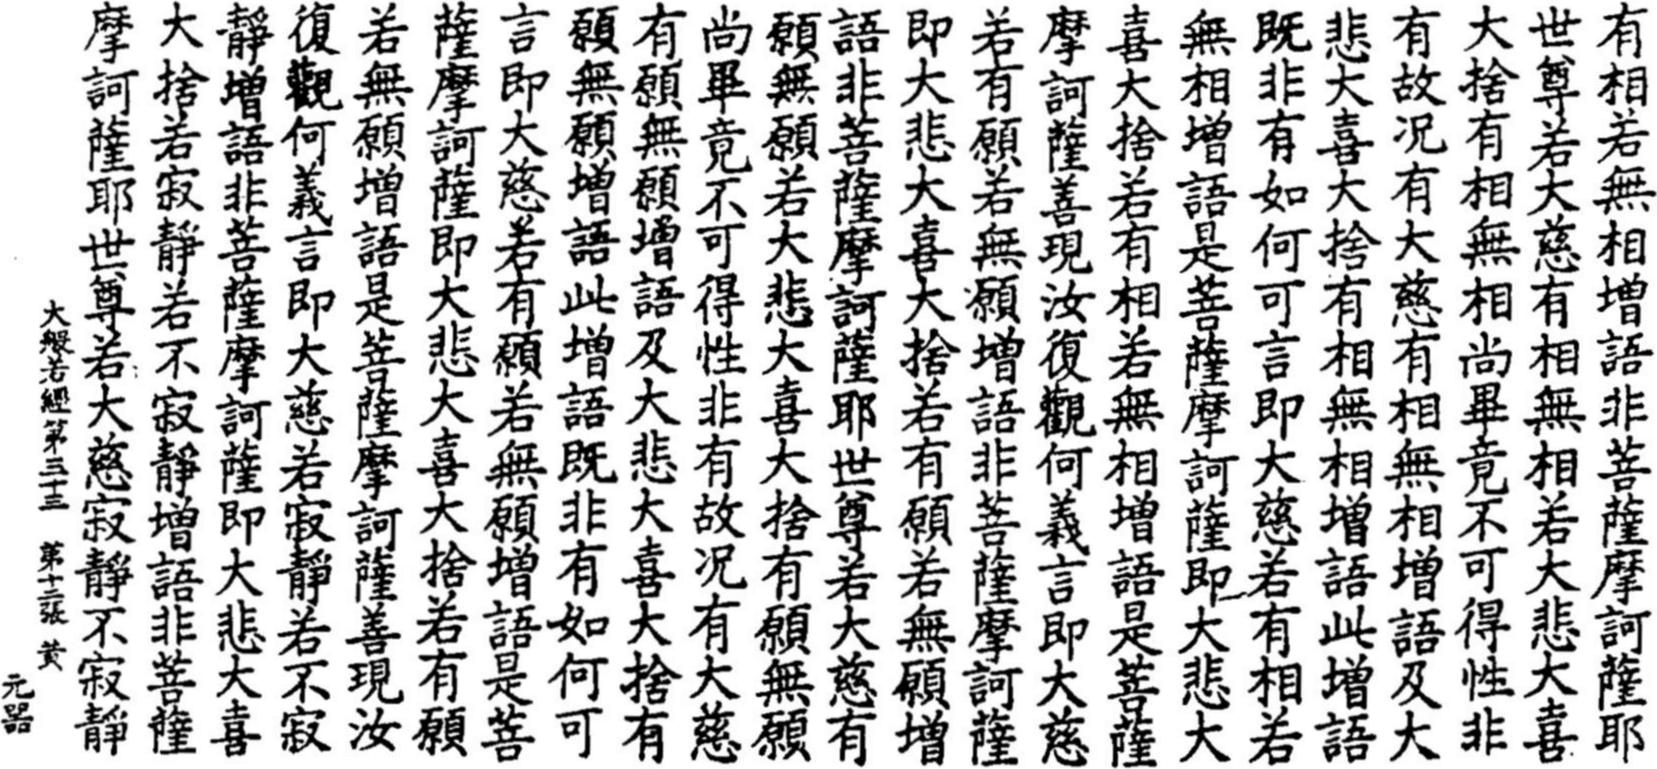 有相若無相增語非菩薩摩訶薩耶
世尊若大慈有相無相若大悲大喜
大捨有相無相尚畢竟不可得性非
有故况有大慈有相無相增語及大
悲大喜大捨有相無相增語此增語
既非有如何可言即大慈若有相若
無相增語是菩薩摩訶薩即大悲大
喜大捨若有相若無相增語是菩薩
摩訶薩善現汝復觀何義言即大慈
若有願若無願增語非菩薩摩訶薩
即大悲大喜大捨若有願若無願增
語非菩薩摩訶薩耶世尊若大慈有
願無願若大悲大喜大捨有願無願
尚畢竟不可得性非有故况有大慈
有願無願增語及大悲大喜大捨有
願無願增語此增語既非有如何可
言即大慈若有願若無願增語是菩
薩摩訶薩即大悲大喜大捨若有願
若無願增語是菩薩摩訶薩善現汝
復觀何義言即大慈若寂靜若不寂
靜增語非菩薩摩訶薩即大悲大喜
大捨若寂靜若不寂靜增語非菩薩
摩訶薩耶世尊若大慈寂靜不寂靜
大般若經第三十三 第十二張 黄
元器